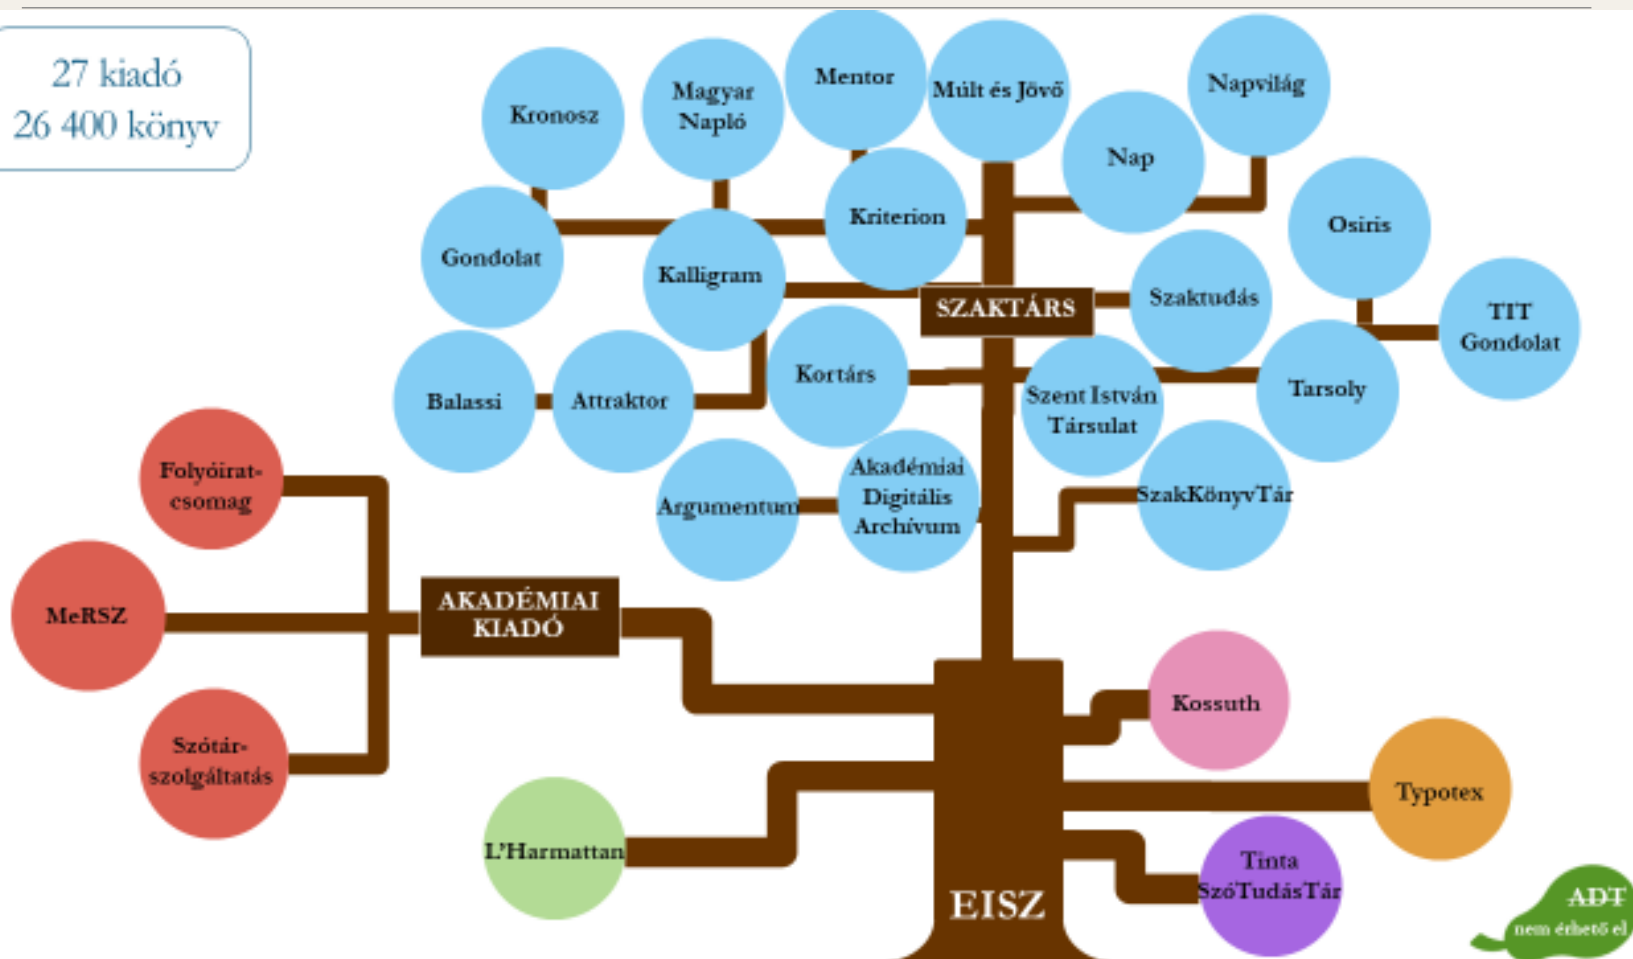 27 kiadó
26 400 könyv
Kronosz
Magyar
Napló
Mentor
Múlt és Jövő
Napvilág
Nap
Gondolat
Kalligram
Kriterion
Osiris
SZAKTÁRS
Szaktudás
TIT
Gondolat
Balassi
Attraktor
Kortárs
Szent István
Társulat
Tarsoly
Folyóirat-
csomag
Argumentum
Akadémiai
Digitális
Archívum
SzakKönyvTár
MeRSZ
AKADÉMIAI
KIADÓ
Szótár-
szolgáltatás
Kossuth
Typotex
L'Harmattan
Tinta
SzóTudásTár
EISZ
ADT
nem érhető el